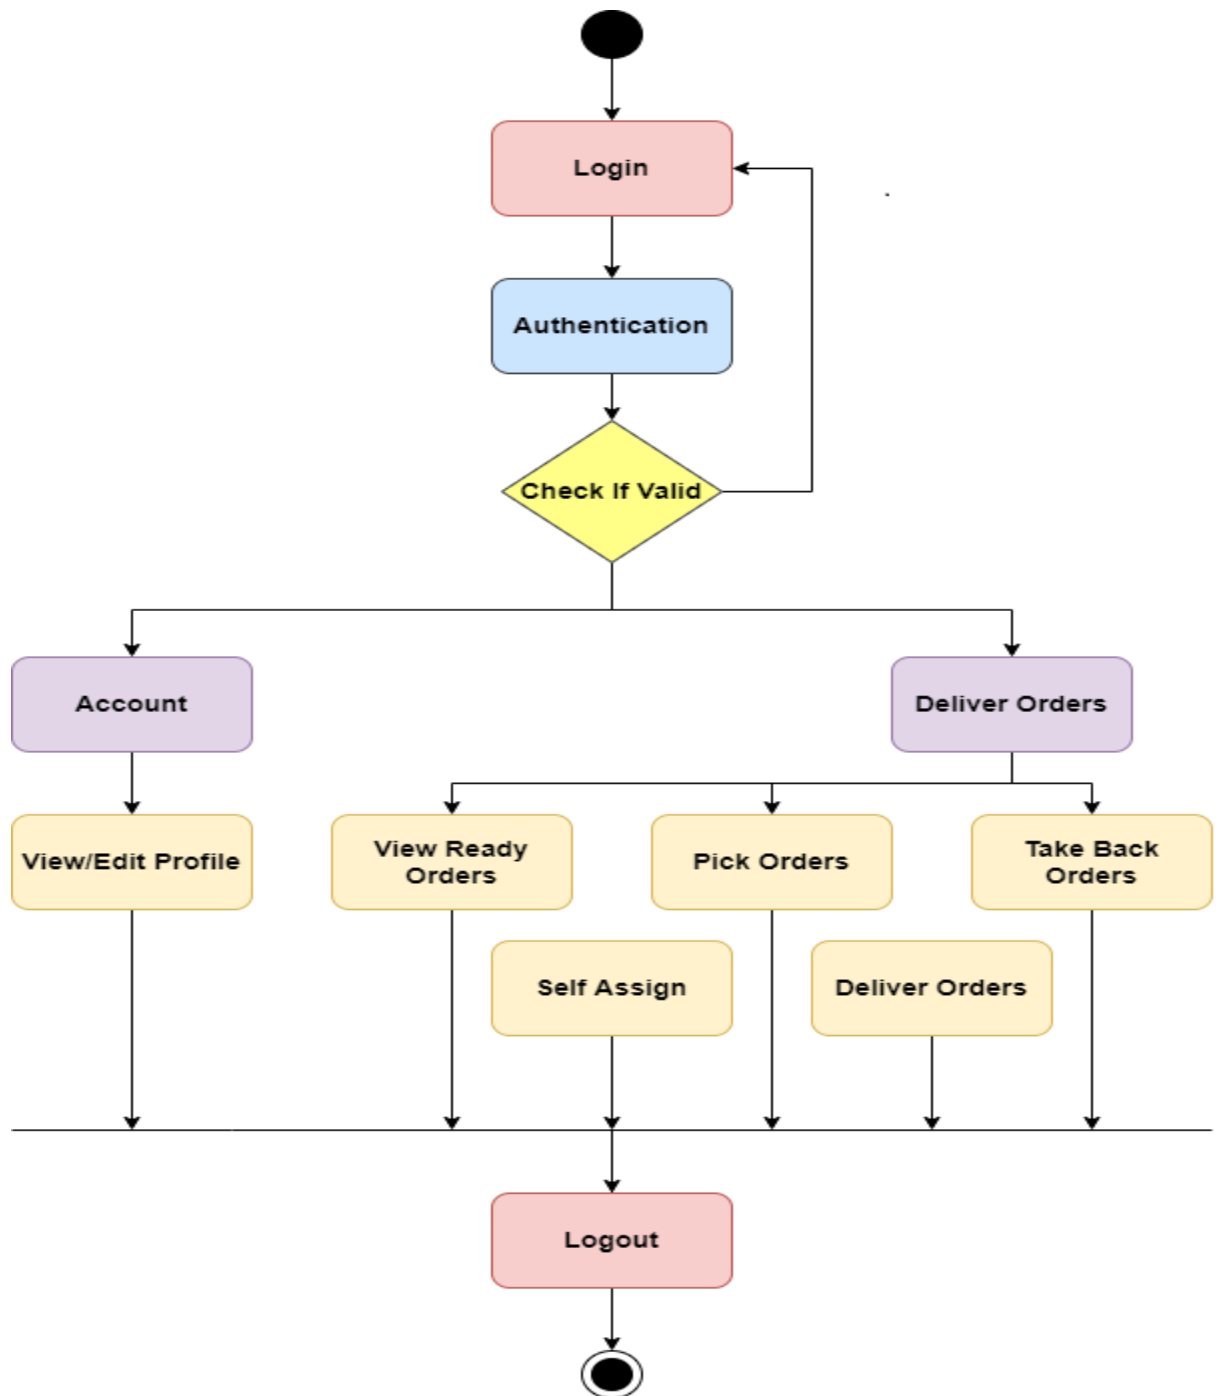 Login
Authentication
Check If Valid
Account
Deliver Orders
View/Edit Profile
View Ready
Orders
Pick Orders
Take Back
Orders
Self Assign
Deliver Orders
Logout